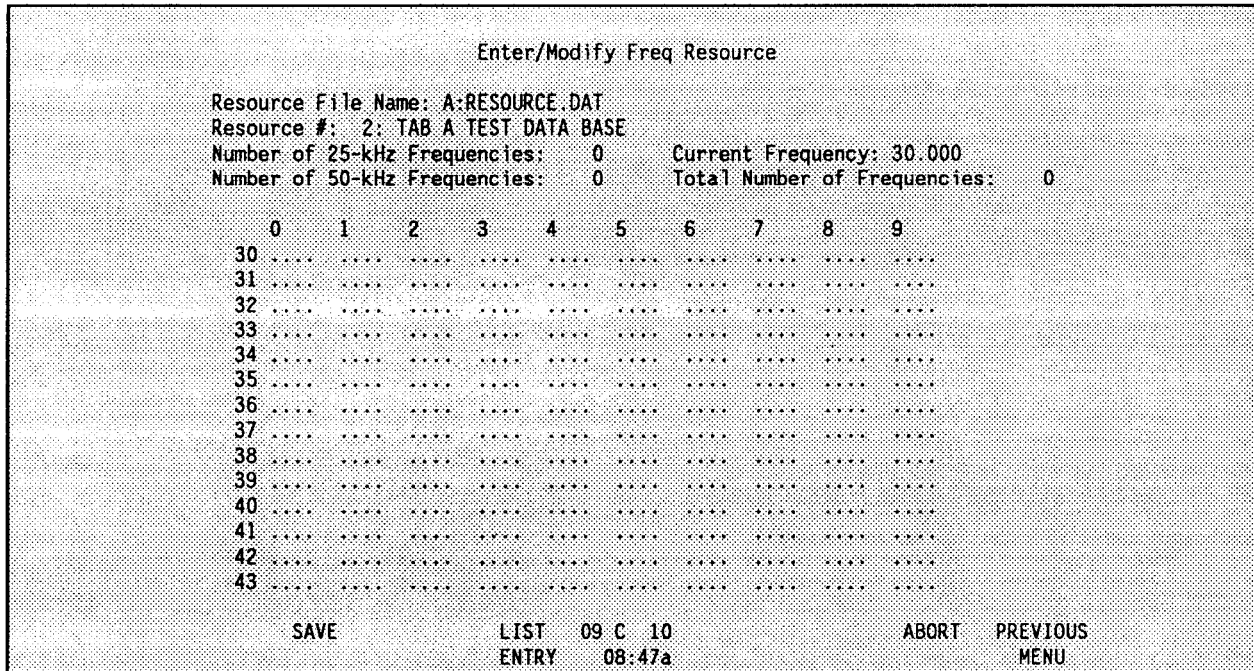 Enter/Modify Freq Resource
Resource File Name: A:RESOURCE.DAT
Resource #: 2: TAB A TEST DATA BASE
Number of 25-kHz Frequencies: 0 Current Frequency: 30.000
Number of 50-kHz Frequencies: 0 Total Number of Frequencies: 0
0 1 2 3 4 5 6 7 8 9
30 .... .... .... .... .... .... .... .... .... ....
31 .... .... .... .... .... .... .... .... .... ....
32 .... .... .... .... .... .... .... .... .... ....
33 .... .... .... .... .... .... .... .... .... ....
34 .... .... .... .... .... .... .... .... .... ....
35 .... .... .... .... .... .... .... .... .... ....
36 .... .... .... .... .... .... .... .... .... ....
37 .... .... .... .... .... .... .... .... .... ....
38 .... .... .... .... .... .... .... .... .... ....
39 .... .... .... .... .... .... .... .... .... ....
40 .... .... .... .... .... .... .... .... .... ....
41 .... .... .... .... .... .... .... .... .... ....
42 .... .... .... .... .... .... .... .... .... ....
43 .... .... .... .... .... .... .... .... .... ....
SAVE LIST 09 C 10 ABORT PREVIOUS
ENTRY 08:47a MENU